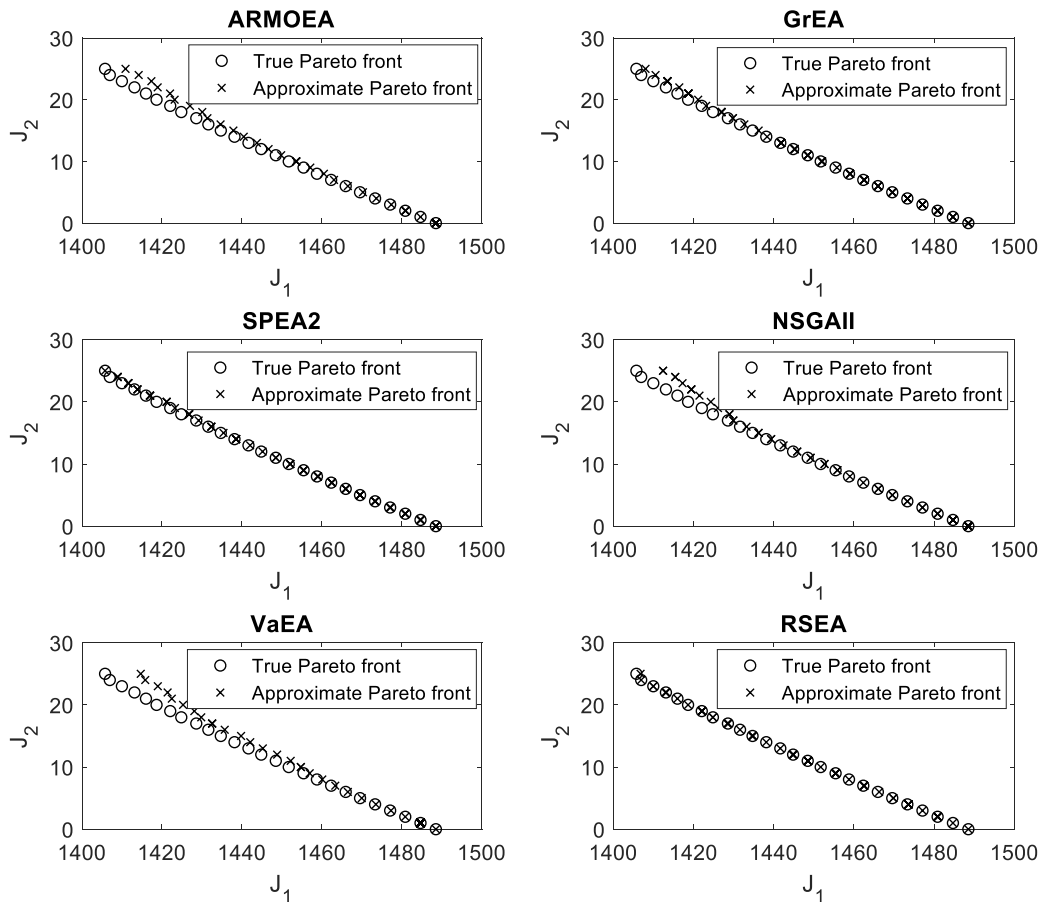 ARMOEA
30
20
10
0
J2
True Pareto front
Approximate Pareto front
1400 1420 1440 1460 1480 1500
J1
GrEA
30
20
10
0
J2
True Pareto front
Approximate Pareto front
1400 1420 1440 1460 1480 1500
J1
SPEA2
30
20
10
0
J2
True Pareto front
Approximate Pareto front
1400 1420 1440 1460 1480 1500
J1
NSGAII
30
20
10
0
J2
True Pareto front
Approximate Pareto front
1400 1420 1440 1460 1480 1500
J1
VaEA
30
20
10
0
J2
True Pareto front
Approximate Pareto front
1400 1420 1440 1460 1480 1500
J1
RSEA
30
20
10
0
J2
True Pareto front
Approximate Pareto front
1400 1420 1440 1460 1480 1500
J1